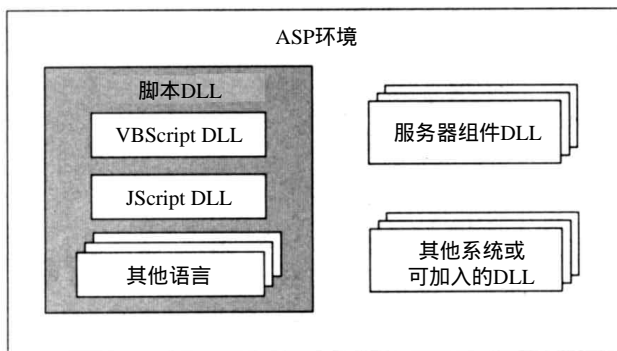 ASP环境
脚本DLL
VBScript DLL
JScript DLL
其他语言
服务器组件DLL
其他系统或
可加入的DLL